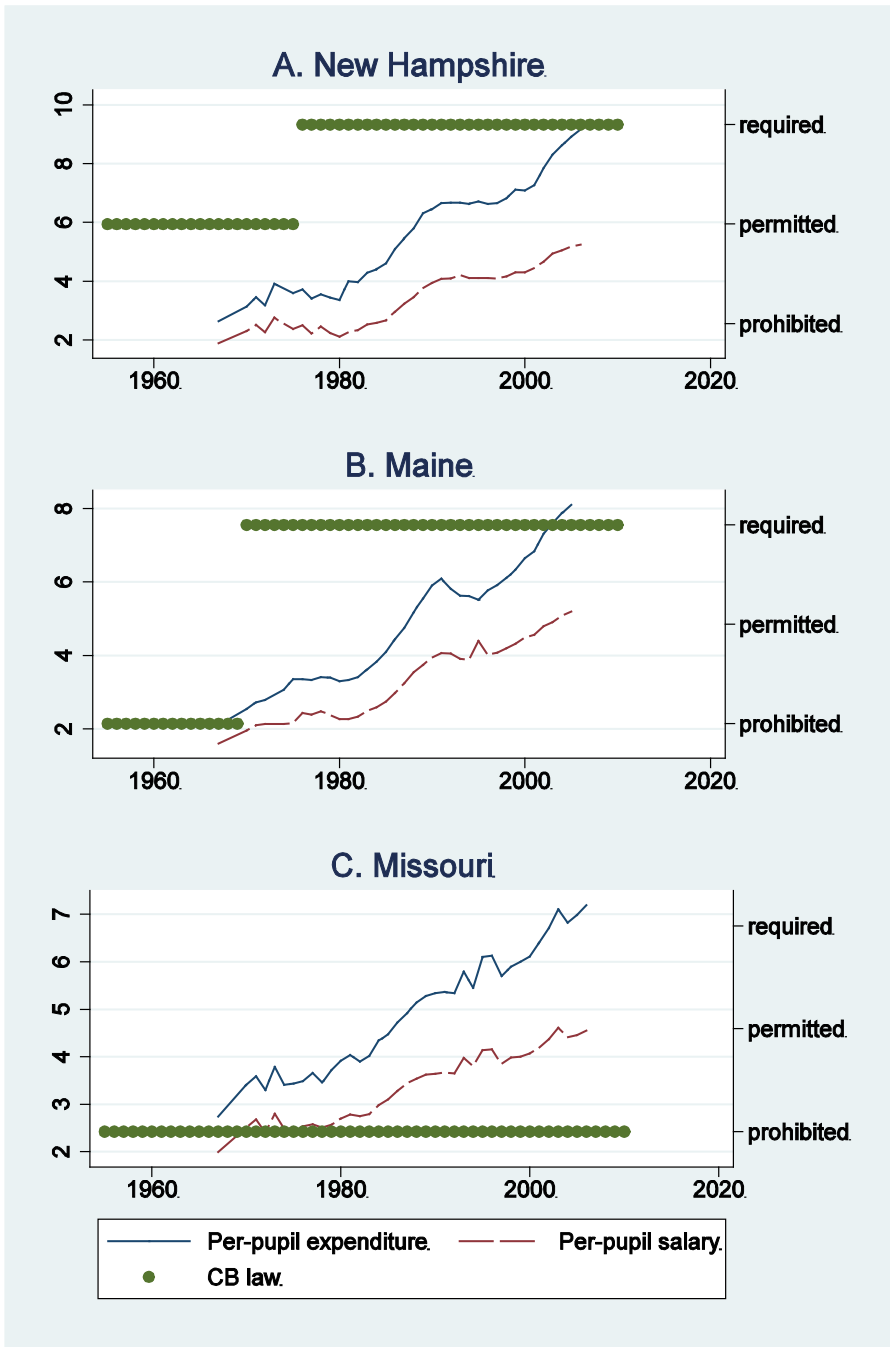 A. New Hampshire
10
8
6
4
2
required
permitted
prohibited
1960 1980 2000 2020
B. Maine
8
6
4
2
required
permitted
prohibited
1960 1980 2000 2020
C. Missouri
7
6
5
4
3
2
required
permitted
prohibited
1960 1980 2000 2020
Per-pupil expenditure Per-pupil salary
CB law